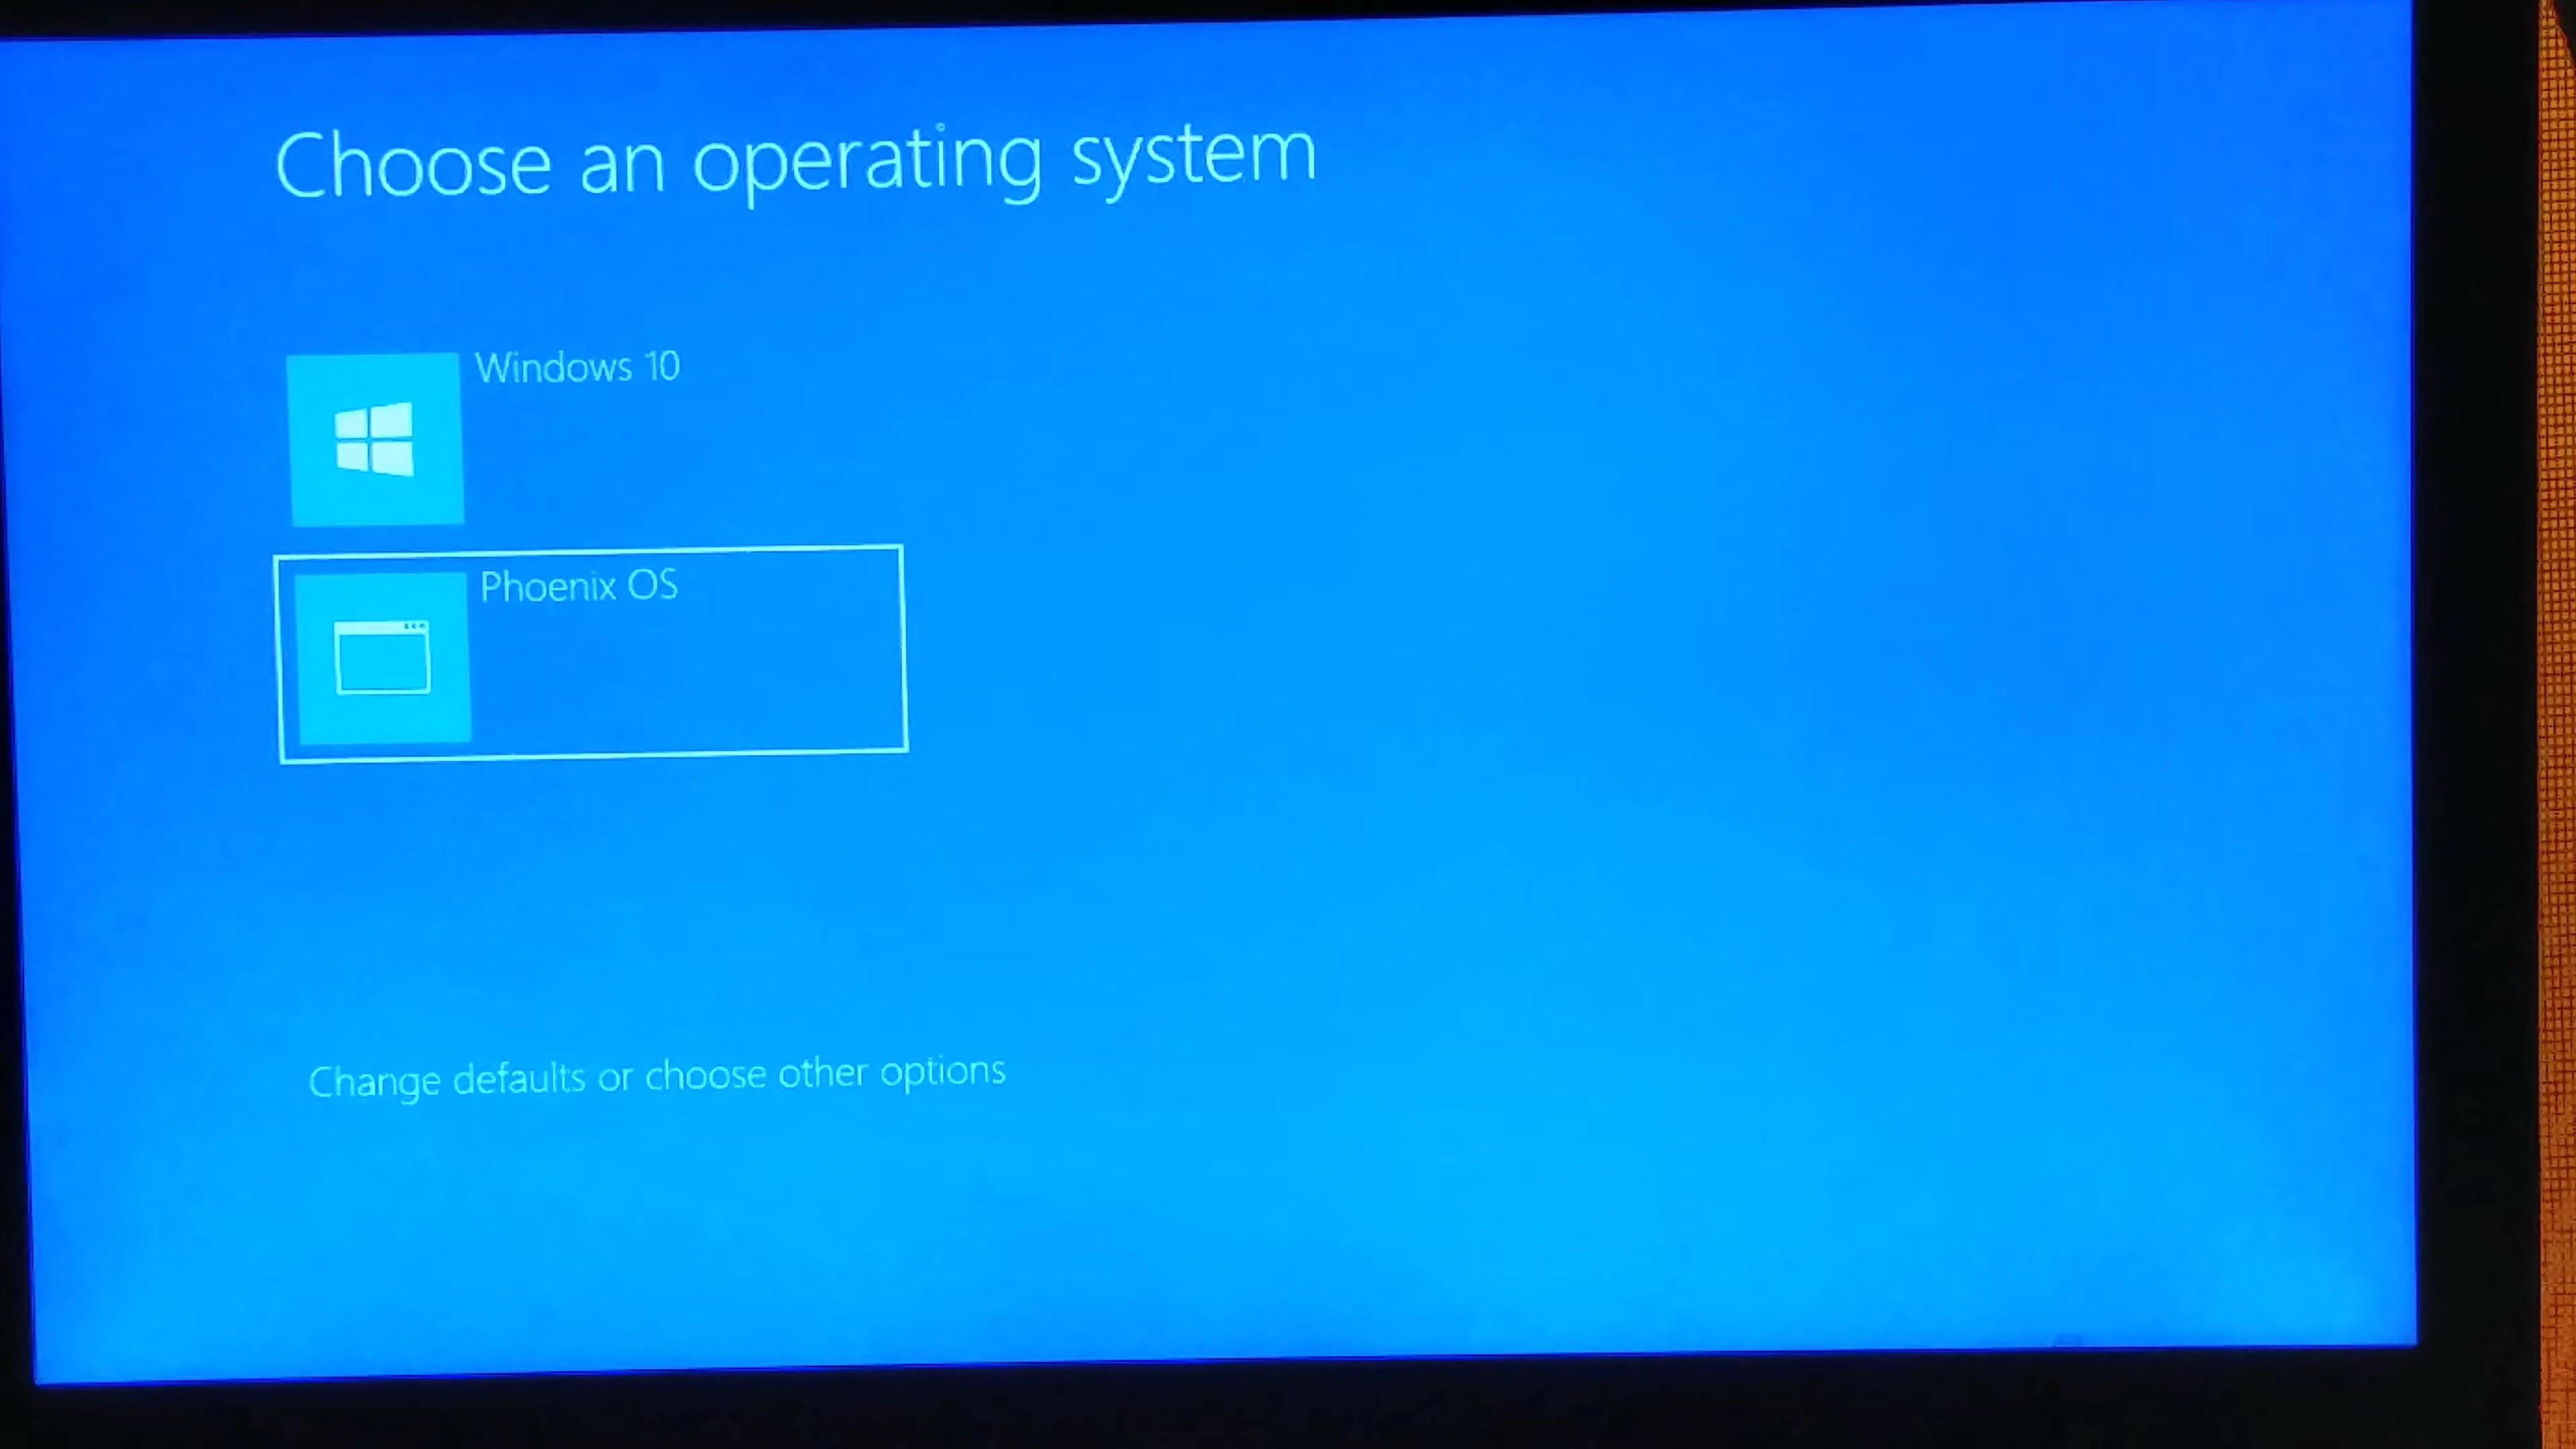 Choose an operating system
Windows 10
Phoenix OS
Change defaults or choose other options